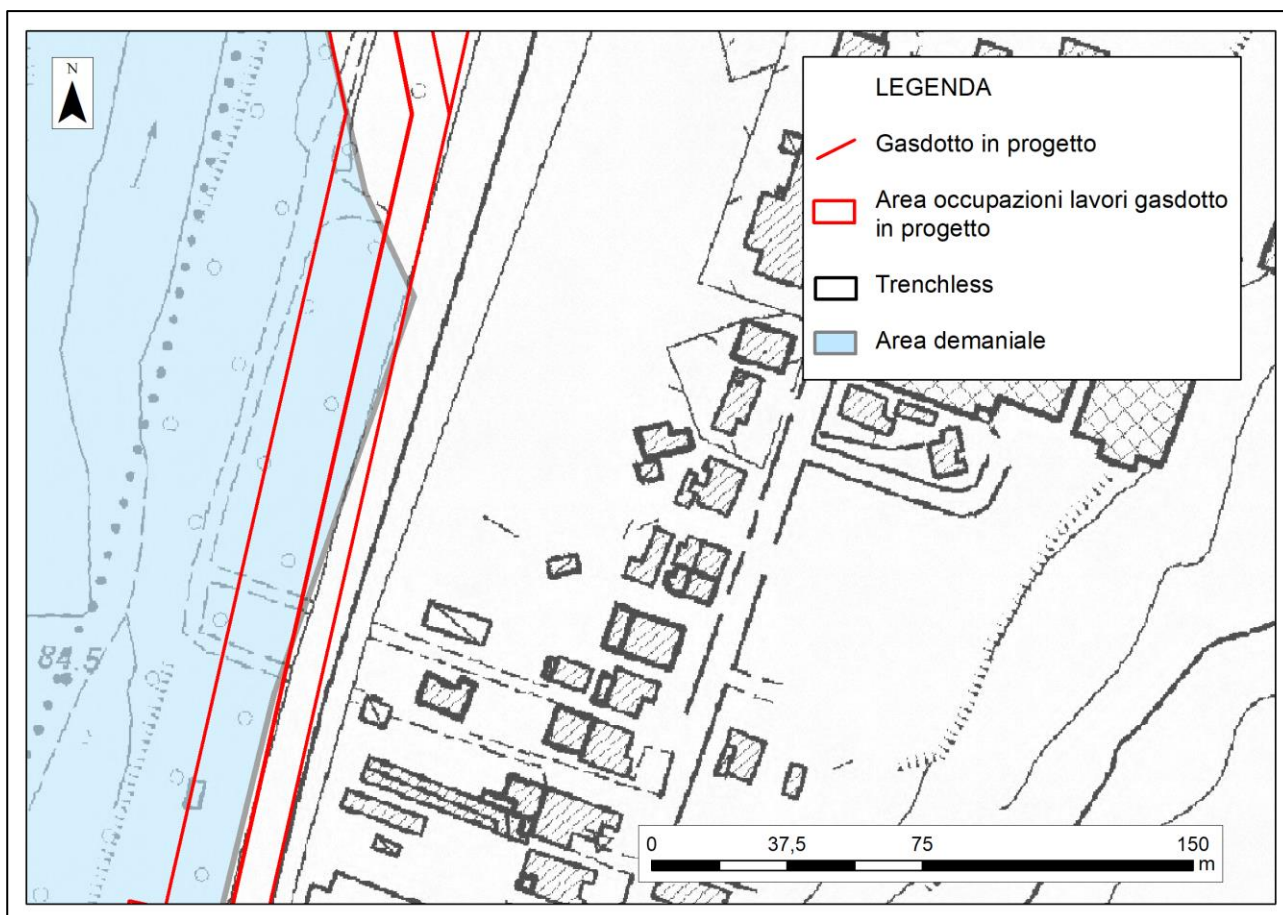 N
LEGENDA
Gasdotto in progetto
Area occupazioni lavori gasdotto
in progetto
Trenchless
Area demaniale
84.5
0 37,5 75 150
m